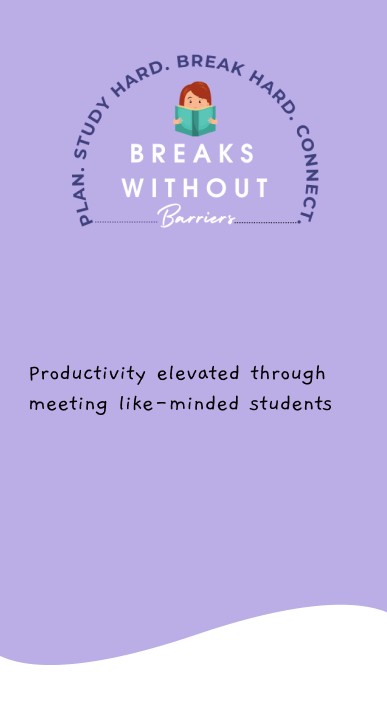 PLAN. STUDY HARD. BREAK HARD. CONNECT.
BREAKS
WITHOUT
Barriers
Productivity elevated through
meeting like-minded students